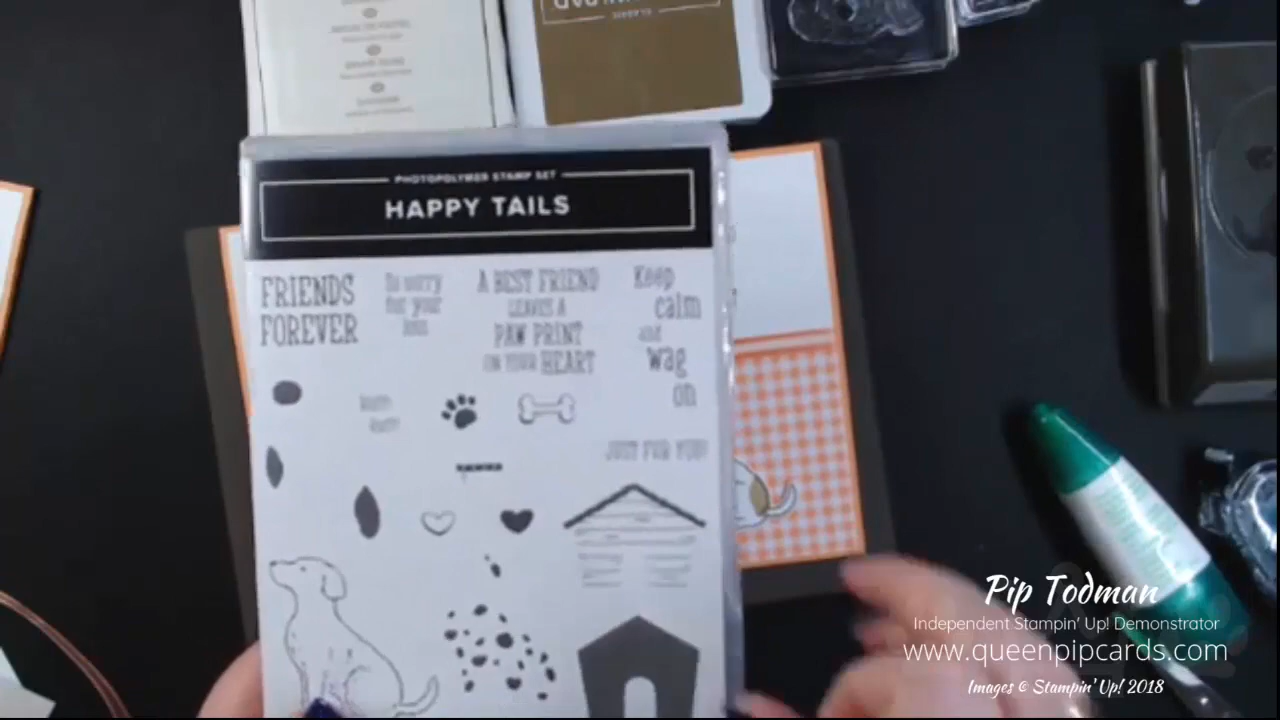 PHOTOPOLYMER STAMP SET
HAPPY TAILS
FRIENDS
FOREVER
So sorry
for your
loss
A BEST FRIEND
LEAVES A
PAW PRINT
ON YOUR HEART
Keep
calm
and
wag
on
JUST FOR YOU!
Pip Todman
Independent Stampin' Up! Demonstrator
www.queenpipcards.com
Images © Stampin' Up! 2018